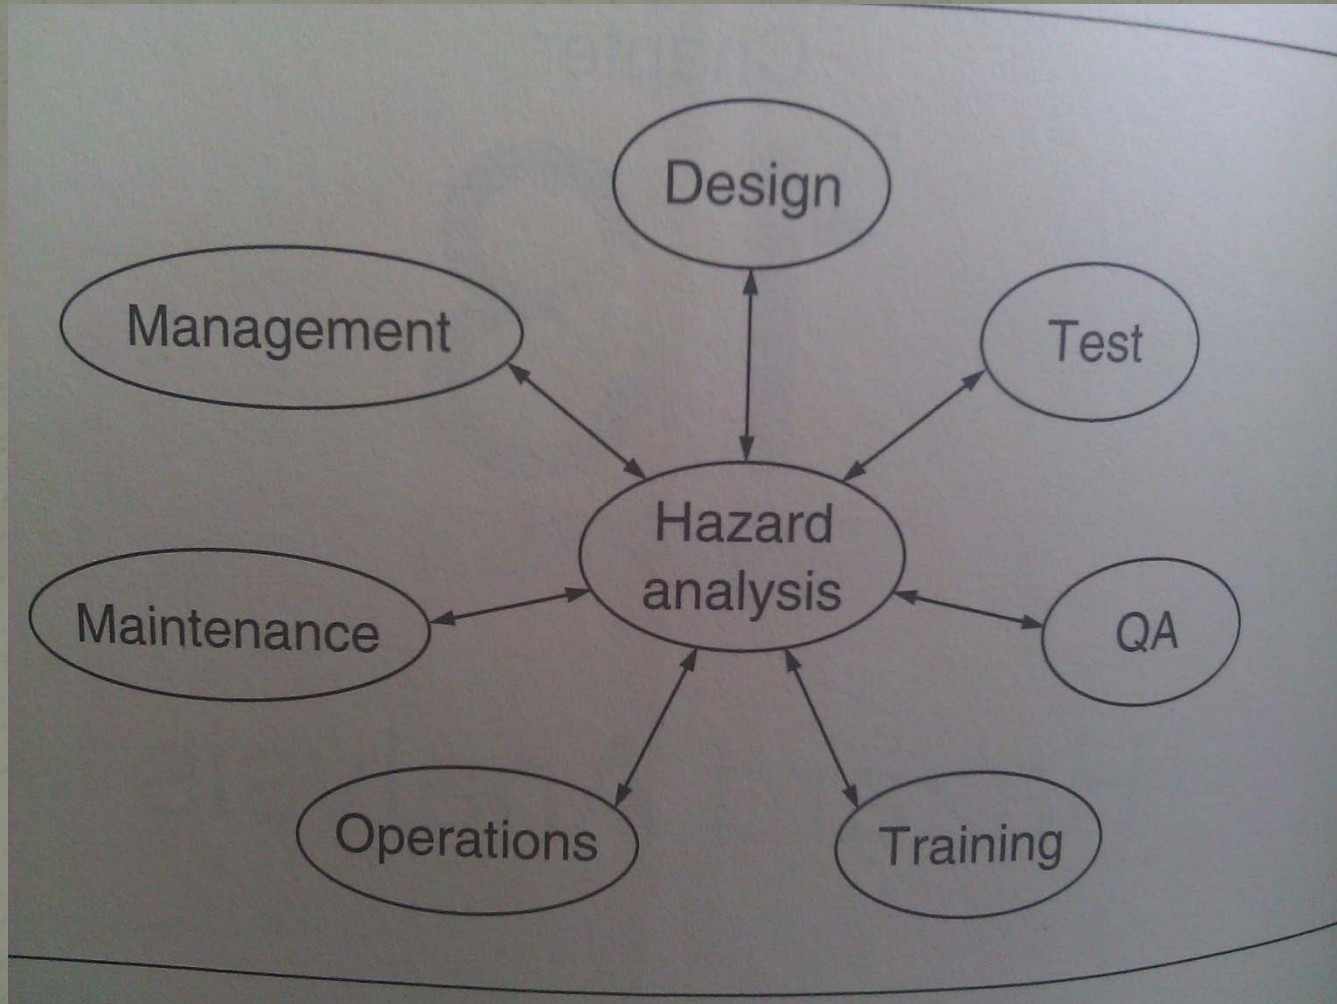 Design
Management
Test
Hazard
analysis
Maintenance
QA
Operations
Training